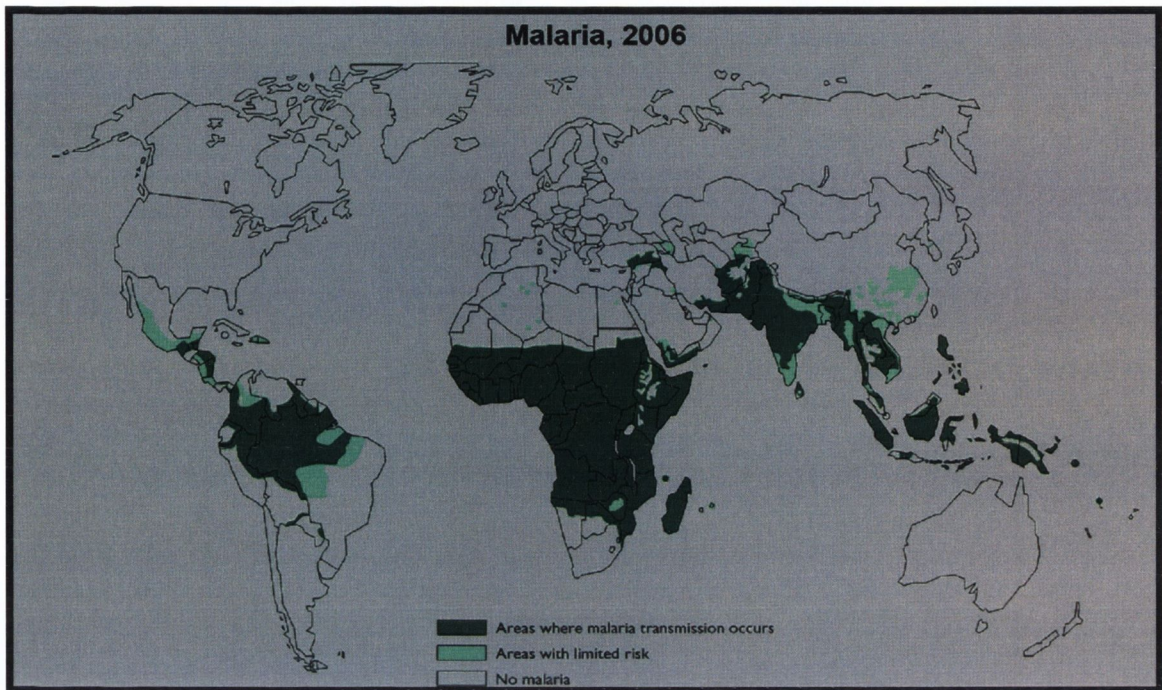 Malaria, 2006
Areas where malaria transmission occurs
Areas with limited risk
No malaria